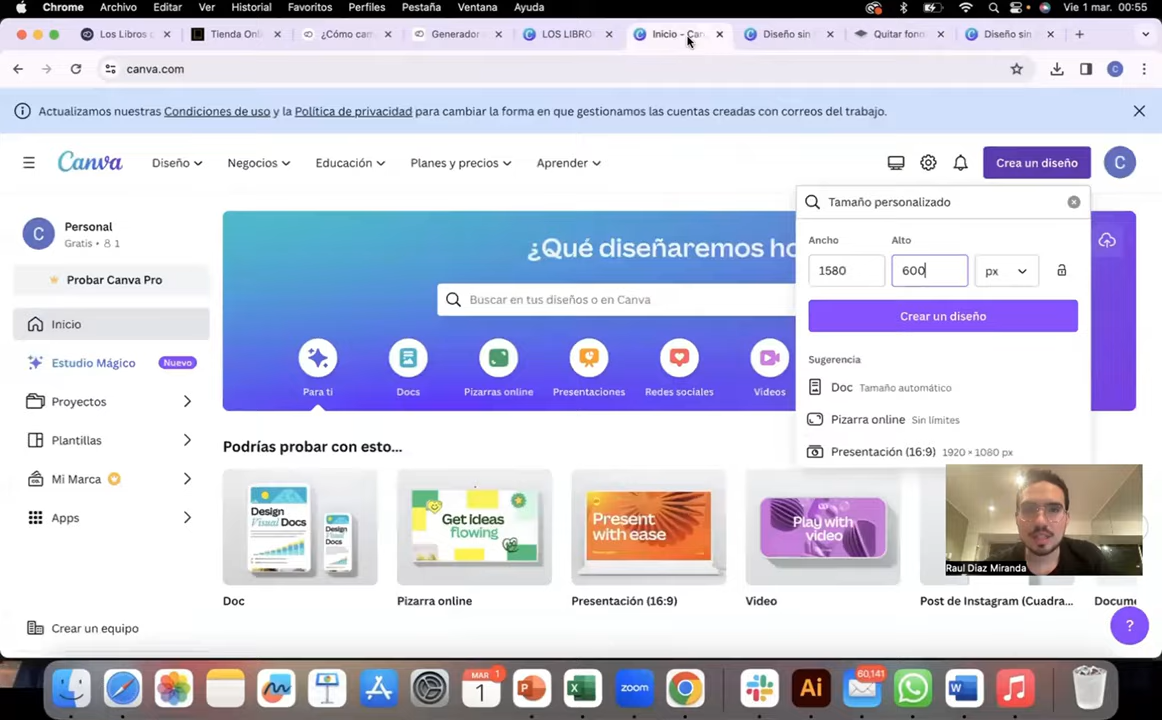 Chrome Archivo Editar Ver Historial Favoritos Perfiles Pestaña Ventana Ayuda Vie 1 mar. 00:55
Los Libros Tienda Onli ¿Cómo cam Generador LOS LIBRO Inicio - Can Diseño sin Quitar fon Diseño sin
canva.com
Actualizamos nuestras Condiciones de uso y la Política de privacidad para cambiar la forma en que gestionamos las cuentas creadas con correos del trabajo.
Canva Diseño Negocios Educación Planes y precios Aprender Crea un diseño C
C Personal
Gratis • 1
Probar Canva Pro
Inicio
Estudio Mágico Nuevo
Proyectos
Plantillas
Mi Marca
Apps
Crear un equipo
¿Qué diseñaremos ho
Buscar en tus diseños o en Canva
Para ti Docs Pizarras online Presentaciones Redes sociales Videos
Tamaño personalizado
Ancho Alto
1580 600 px
Crear un diseño
Sugerencia
Doc Tamaño automático
Pizarra online Sin límites
Presentación (16:9) 1920 × 1080 px
Podrías probar con esto...
Design
Visual Docs
Get ideas
flowing
Present
with ease
Play with
video
Doc Pizarra online Presentación (16:9) Video Post de Instagram (Cuadra... Docume
Raul Diaz Miranda
?
MAR 1
1
zoom
Ai
60,141
W